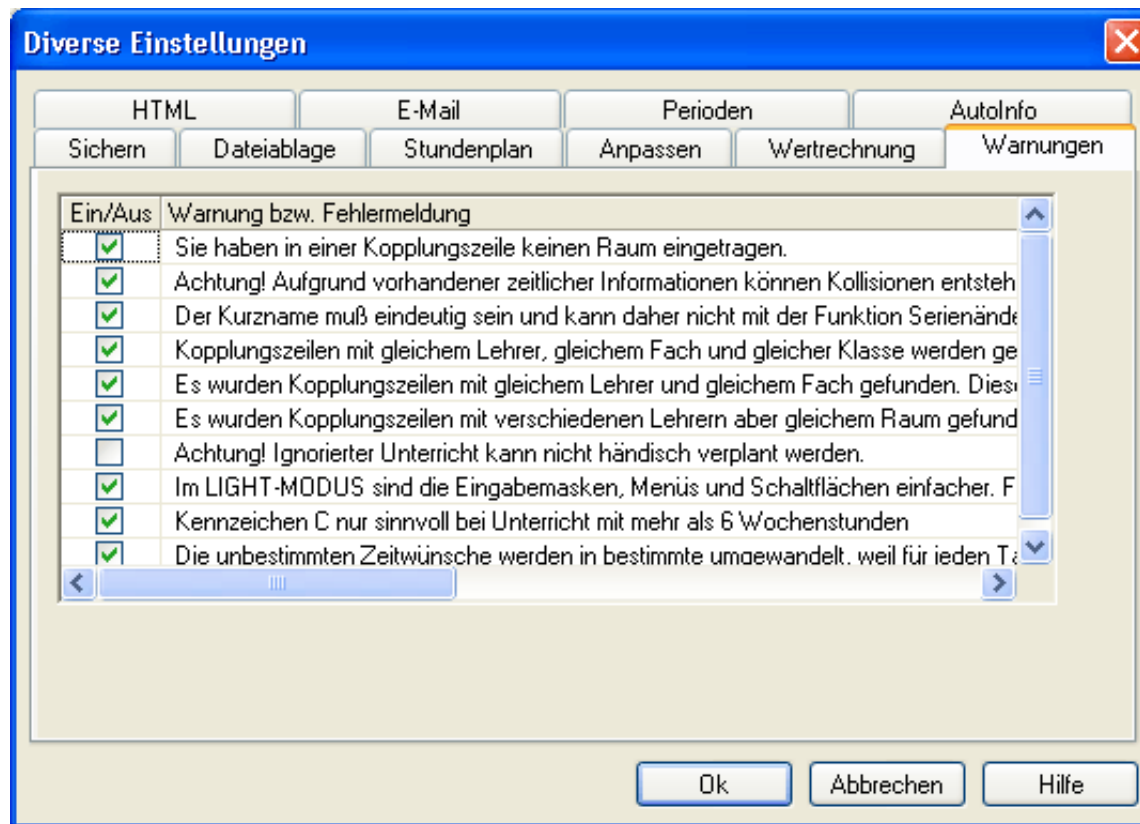 Diverse Einstellungen
HTML E-Mail Perioden AutoInfo
Sichern Dateiablage Stundenplan Anpassen Wertrechnung Warnungen
Ein/Aus Warnung bzw. Fehlermeldung
Sie haben in einer Kopplungszeile keinen Raum eingetragen.
Achtung! Aufgrund vorhandener zeitlicher Informationen können Kollisionen entsteh
Der Kurzname muß eindeutig sein und kann daher nicht mit der Funktion Serienände
Kopplungszeilen mit gleichem Lehrer, gleichem Fach und gleicher Klasse werden ge
Es wurden Kopplungszeilen mit gleichem Lehrer und gleichem Fach gefunden. Dies
Es wurden Kopplungszeilen mit verschiedenen Lehrern aber gleichem Raum gefund
Achtung! Ignorierter Unterricht kann nicht händisch verplant werden.
Im LIGHT-MODUS sind die Eingabemasken, Menüs und Schaltflächen einfacher. F
Kennzeichen C nur sinnvoll bei Unterricht mit mehr als 6 Wochenstunden
Die unbestimmten Zeitwünsche werden in bestimmte umgewandelt, weil für jeden Ta
Ok Abbrechen Hilfe